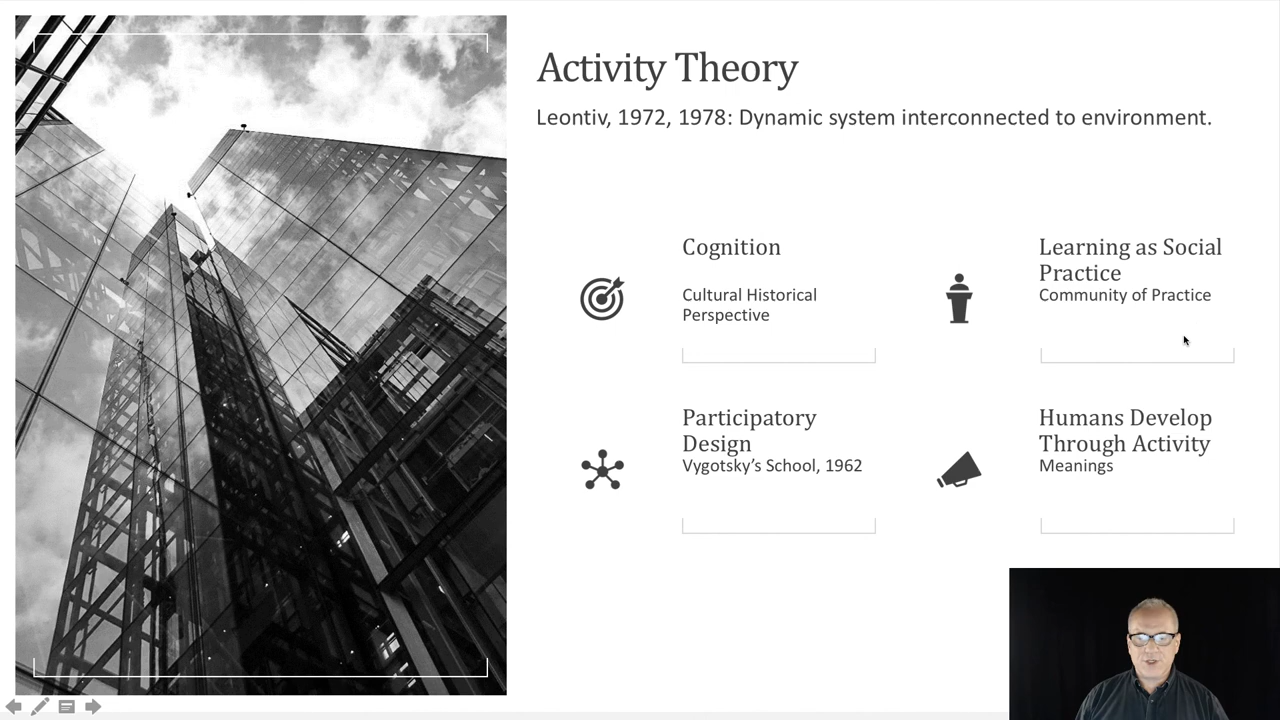 Activity Theory
Leontiv, 1972, 1978: Dynamic system interconnected to environment.
Cognition
Cultural Historical
Perspective
Learning as Social
Practice
Community of Practice
Participatory
Design
Vygotsky's School, 1962
Humans Develop
Through Activity
Meanings